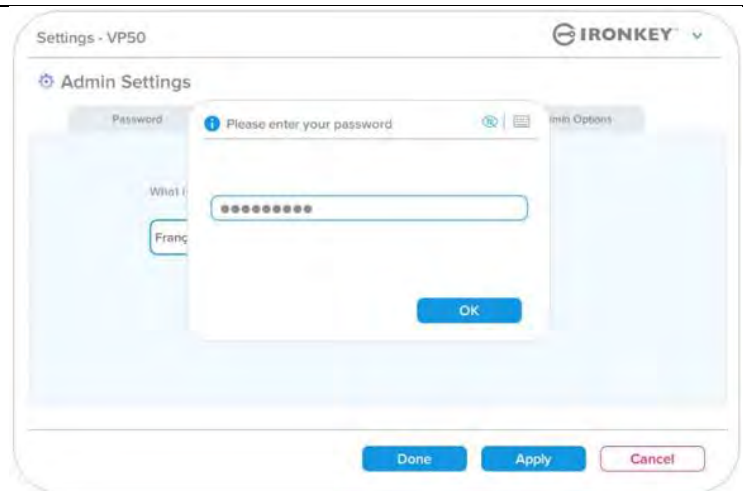 Settings - VP50
IRONKEY
Admin Settings
Password
Please enter your password
min Options
What i
Franç
●●●●●●●●●
OK
Done
Apply
Cancel